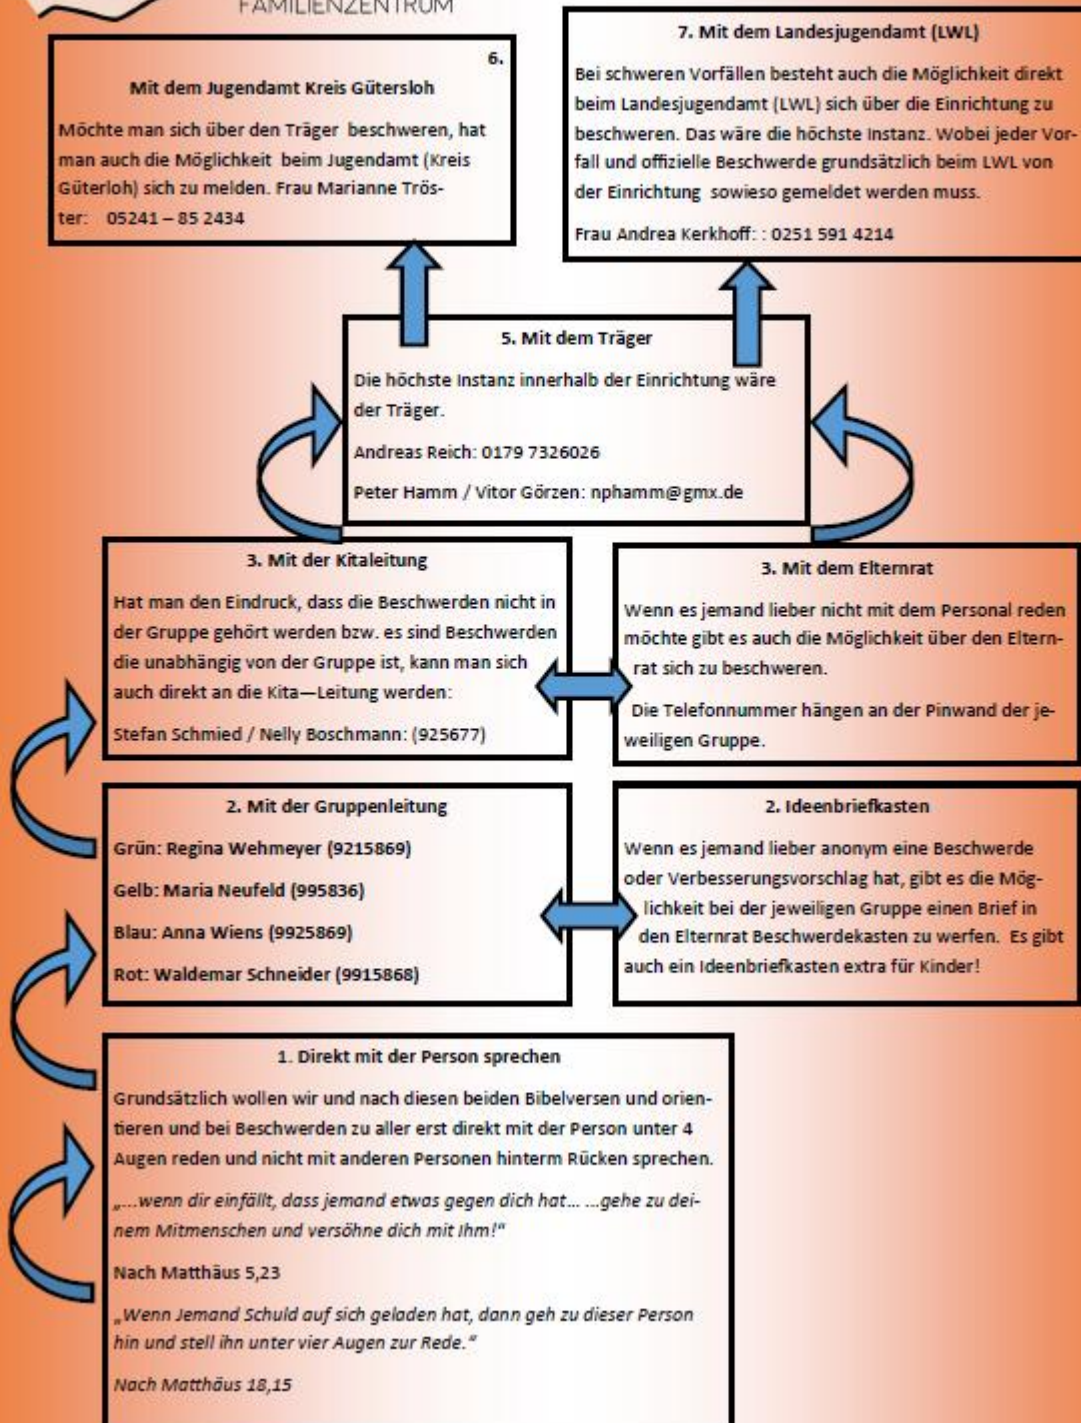 FAMILIENZENTRUM
6.
Mit dem Jugendamt Kreis Gütersloh
Möchte man sich über den Träger beschweren, hat
man auch die Möglichkeit beim Jugendamt (Kreis
Güterloh) sich zu melden. Frau Marianne Trös-
ter: 05241 – 85 2434
7. Mit dem Landesjugendamt (LWL)
Bei schweren Vorfällen besteht auch die Möglichkeit direkt
beim Landesjugendamt (LWL) sich über die Einrichtung zu
beschweren. Das wäre die höchste Instanz. Wobei jeder Vor-
fall und offizielle Beschwerde grundsätzlich beim LWL von
der Einrichtung sowieso gemeldet werden muss.
Frau Andrea Kerkhoff: : 0251 591 4214
5. Mit dem Träger
Die höchste Instanz innerhalb der Einrichtung wäre
der Träger.
Andreas Reich: 0179 7326026
Peter Hamm / Vitor Görzen: nphamm@gmx.de
3. Mit der Kitaleitung
Hat man den Eindruck, dass die Beschwerden nicht in
der Gruppe gehört werden bzw. es sind Beschwerden
die unabhängig von der Gruppe ist, kann man sich
auch direkt an die Kita—Leitung werden:
Stefan Schmied / Nelly Boschmann: (925677)
3. Mit dem Elternrat
Wenn es jemand lieber nicht mit dem Personal reden
möchte gibt es auch die Möglichkeit über den Eltern-
rat sich zu beschweren.
Die Telefonnummer hängen an der Pinwand der je-
weiligen Gruppe.
2. Mit der Gruppenleitung
Grün: Regina Wehmeyer (9215869)
Gelb: Maria Neufeld (995836)
Blau: Anna Wiens (9925869)
Rot: Waldemar Schneider (9915868)
2. Ideenbriefkasten
Wenn es jemand lieber anonym eine Beschwerde
oder Verbesserungsvorschlag hat, gibt es die Mög-
lichkeit bei der jeweiligen Gruppe einen Brief in
den Elternrat Beschwerdekasten zu werfen. Es gibt
auch ein Ideenbriefkasten extra für Kinder!
1. Direkt mit der Person sprechen
Grundsätzlich wollen wir und nach diesen beiden Bibelversen und orien-
tieren und bei Beschwerden zu aller erst direkt mit der Person unter 4
Augen reden und nicht mit anderen Personen hinterm Rücken sprechen.
„...wenn dir einfällt, dass jemand etwas gegen dich hat... ...gehe zu dei-
nem Mitmenschen und versöhne dich mit Ihm!“
Nach Matthäus 5,23
„Wenn Jemand Schuld auf sich geladen hat, dann geh zu dieser Person
hin und stell ihn unter vier Augen zur Rede.“
Nach Matthäus 18,15